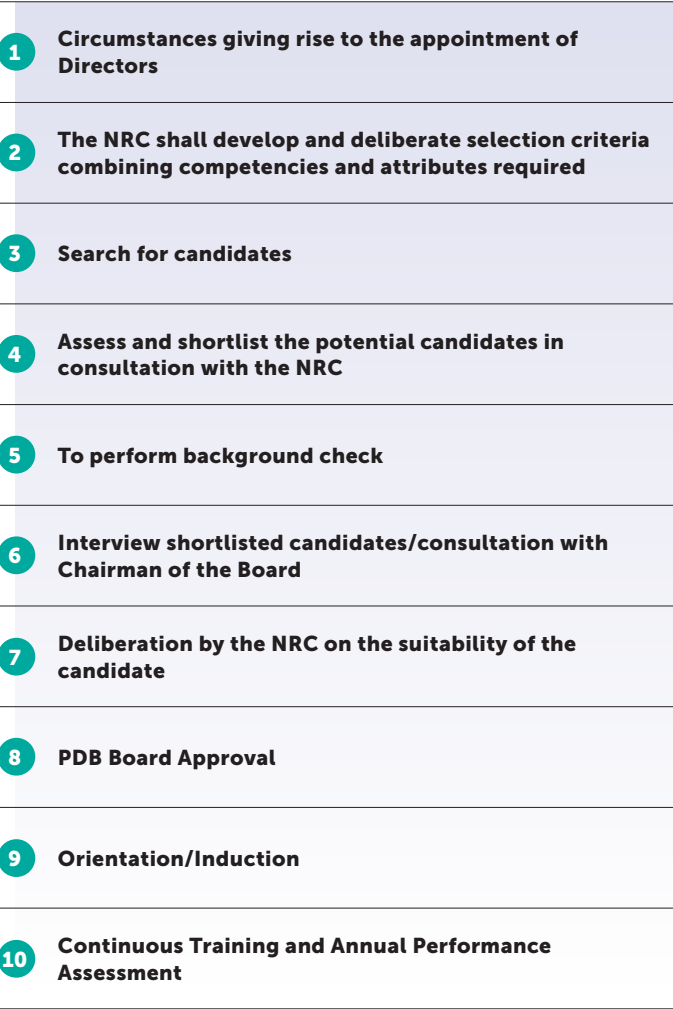 1
Circumstances giving rise to the appointment of
Directors
2
The NRC shall develop and deliberate selection criteria
combining competencies and attributes required
3
Search for candidates
4
Assess and shortlist the potential candidates in
consultation with the NRC
5
To perform background check
6
Interview shortlisted candidates/consultation with
Chairman of the Board
7
Deliberation by the NRC on the suitability of the
candidate
8
PDB Board Approval
9
Orientation/Induction
10
Continuous Training and Annual Performance
Assessment